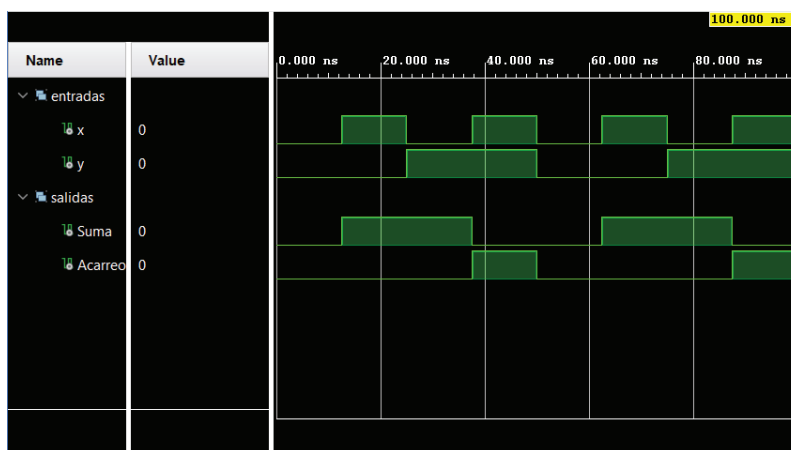 100.000 ns
Name Value
0.000 ns 20.000 ns 40.000 ns 60.000 ns 80.000 ns
entradas
x 0
y 0
salidas
Suma 0
Acarreo 0